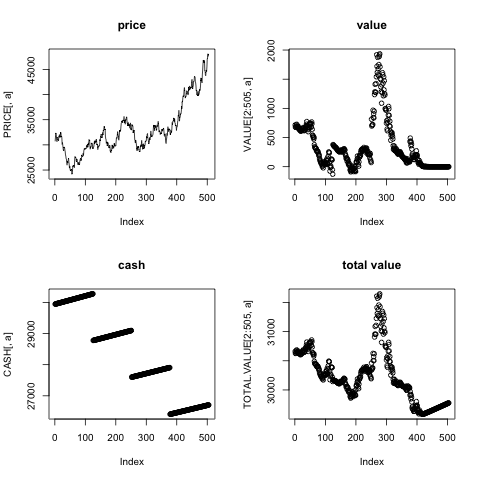 price
PRICE[, a]
45000
35000
25000
0 100 200 300 400 500
Index
value
VALUE[2:505, a]
2000
1000
500
0
0 100 200 300 400 500
Index
cash
CASH[, a]
29000
27000
0 100 200 300 400 500
Index
total value
TOTAL.VALUE[2:505, a]
31000
30000
0 100 200 300 400 500
Index